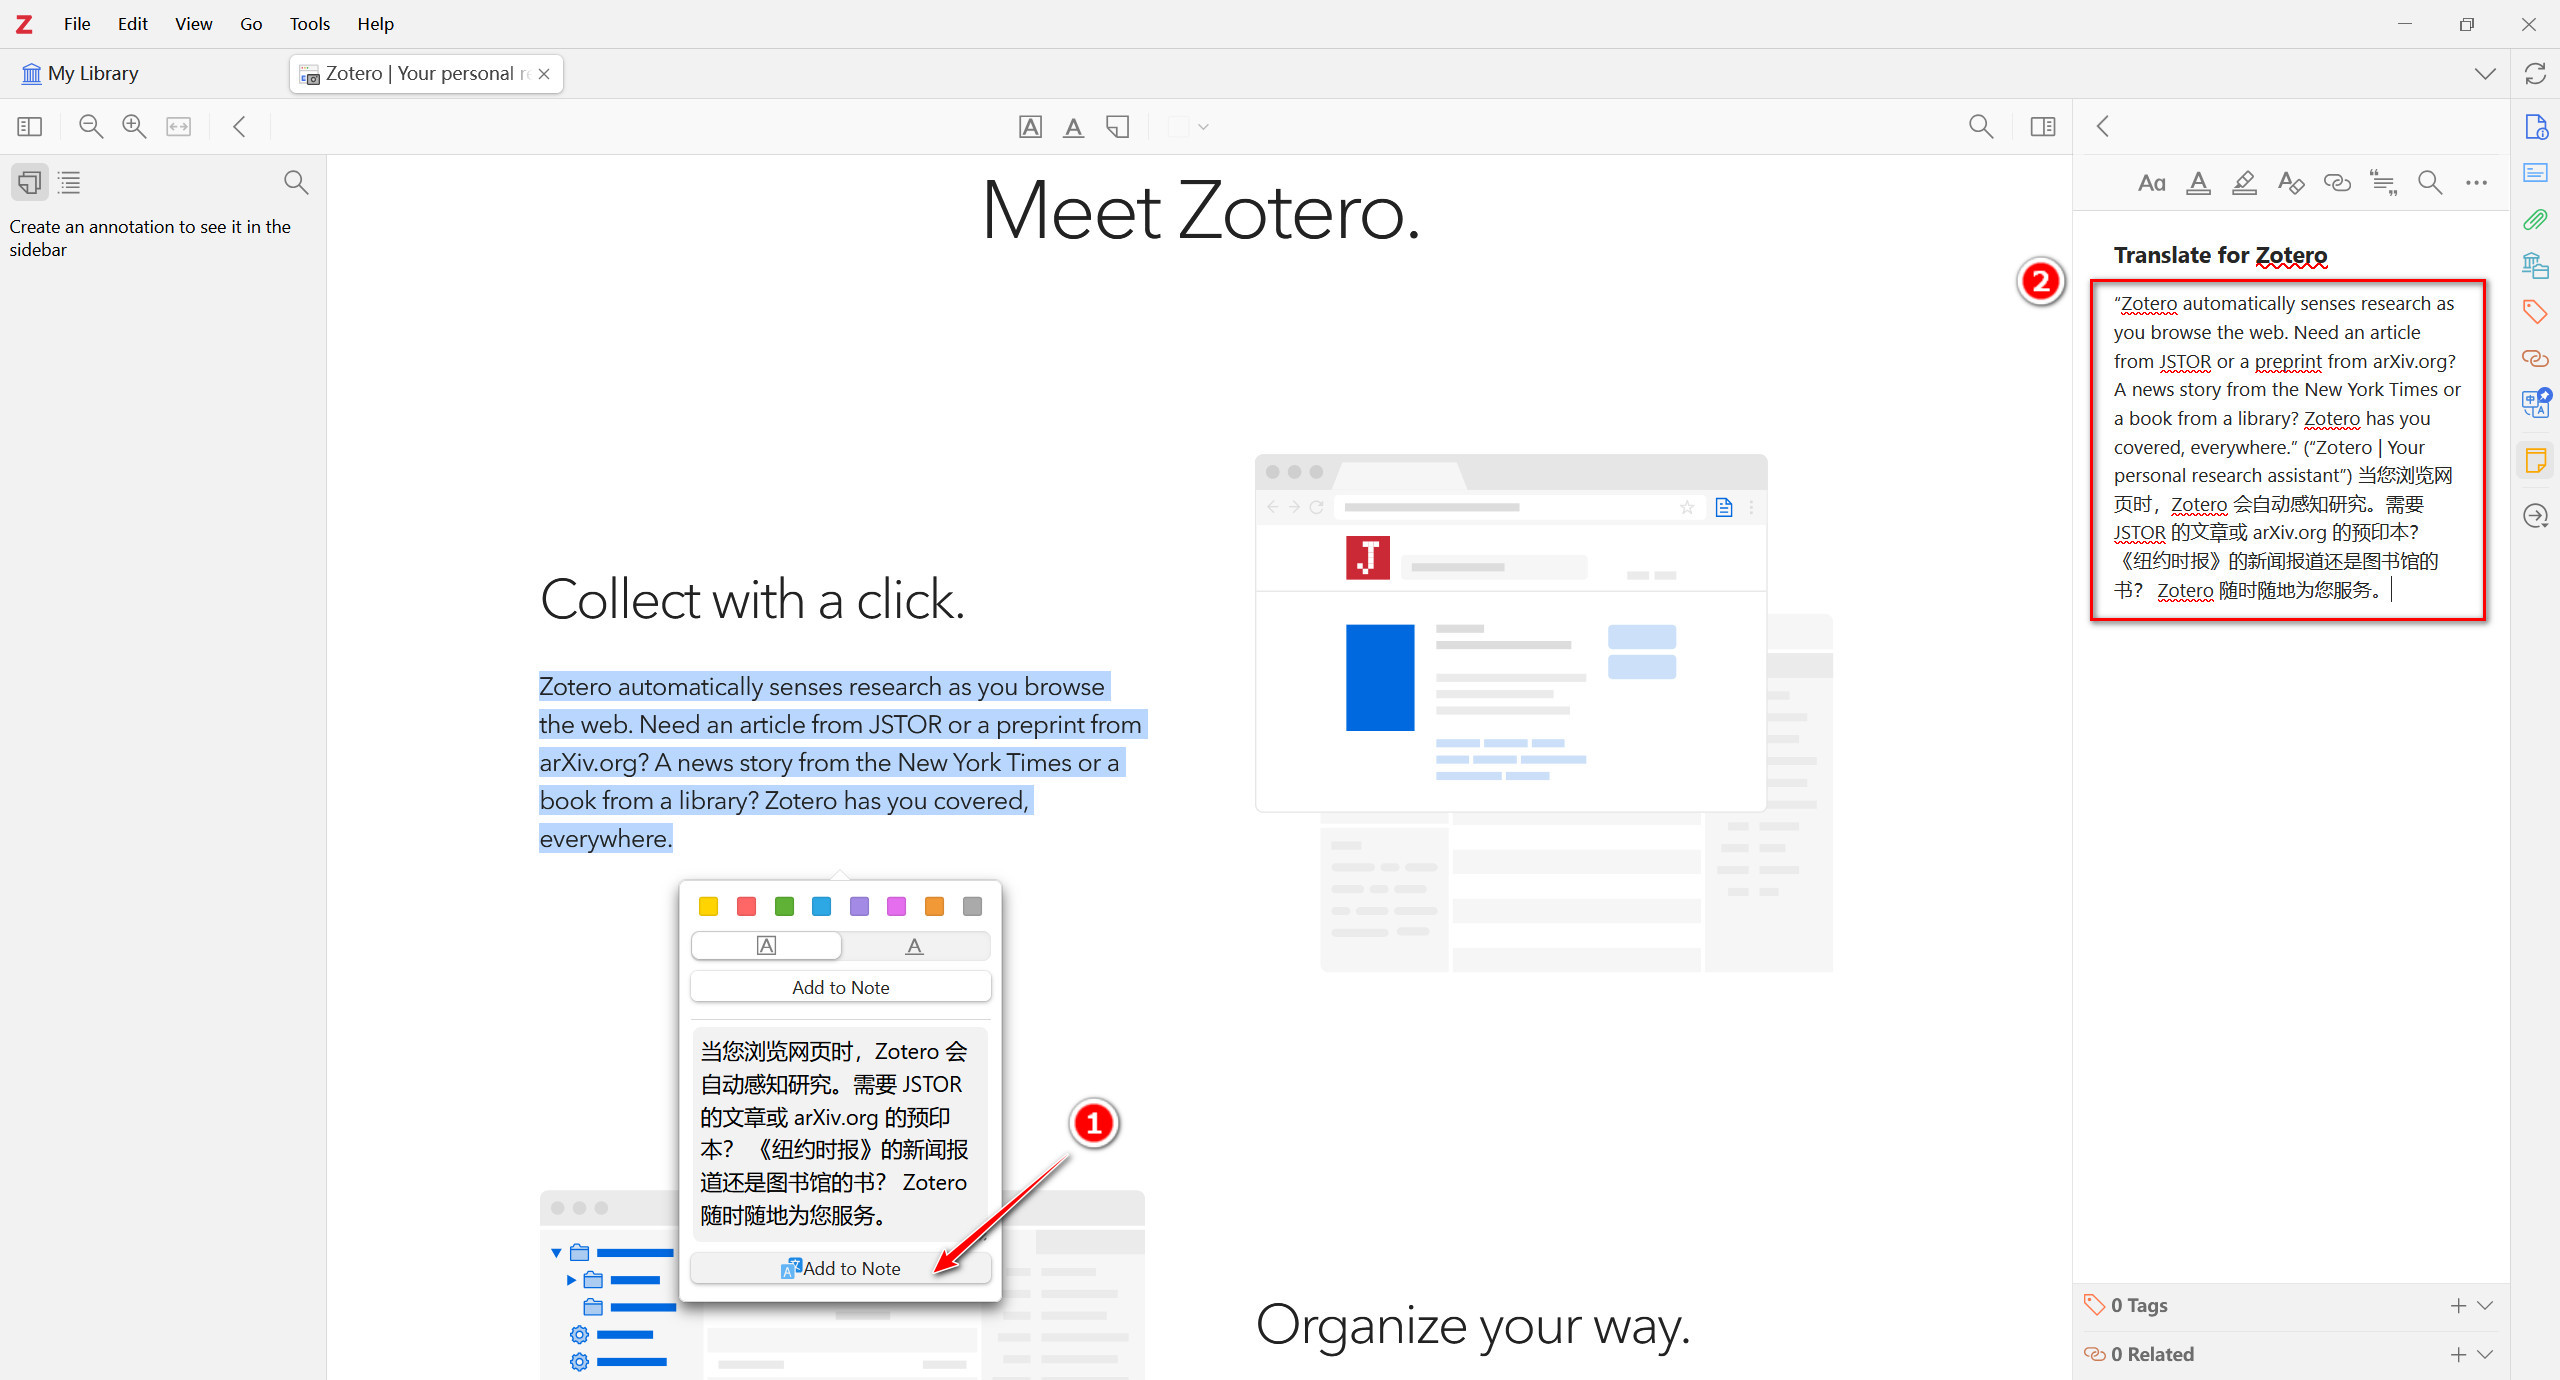 Z File Edit View Go Tools Help
My Library
Zotero | Your personal
Create an annotation to see it in the
sidebar
Meet Zotero.
Collect with a click.
Zotero automatically senses research as you browse
the web. Need an article from JSTOR or a preprint from
arXiv.org? A news story from the New York Times or a
book from a library? Zotero has you covered,
everywhere.
Add to Note
当您浏览网页时，Zotero 会
自动感知研究。需要 JSTOR
的文章或 arXiv.org 的预印
本？ 《纽约时报》的新闻报
道还是图书馆的书？ Zotero
随时随地为您服务。
Add to Note
1
J
Organize your way.
2
Aa
Translate for Zotero
“Zotero automatically senses research as
you browse the web. Need an article
from JSTOR or a preprint from arXiv.org?
A news story from the New York Times or
a book from a library? Zotero has you
covered, everywhere.” (“Zotero | Your
personal research assistant”) 当您浏览网
页时，Zotero 会自动感知研究。需要
JSTOR 的文章或 arXiv.org 的预印本？
《纽约时报》的新闻报道还是图书馆的
书？ Zotero 随时随地为您服务。
0 Tags
0 Related